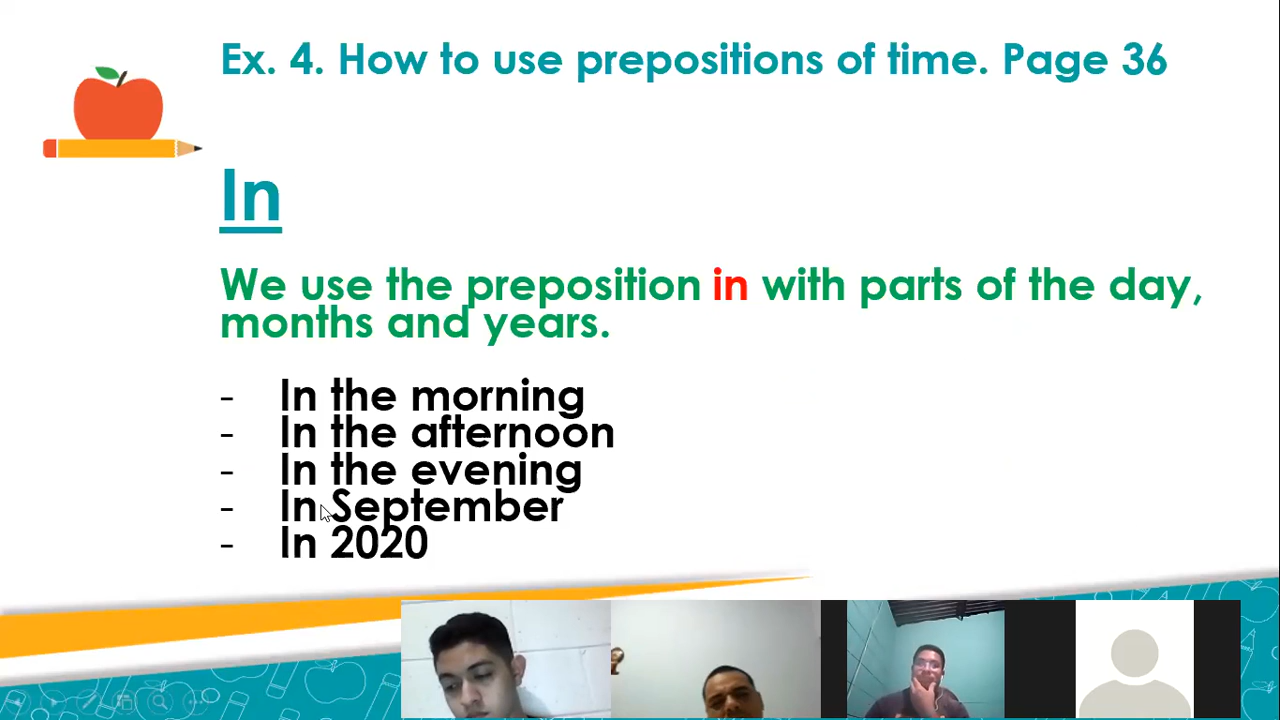 Ex. 4. How to use prepositions of time. Page 36
In
We use the preposition in with parts of the day,
months and years.
- In the morning
- In the afternoon
- In the evening
- In September
- In 2020